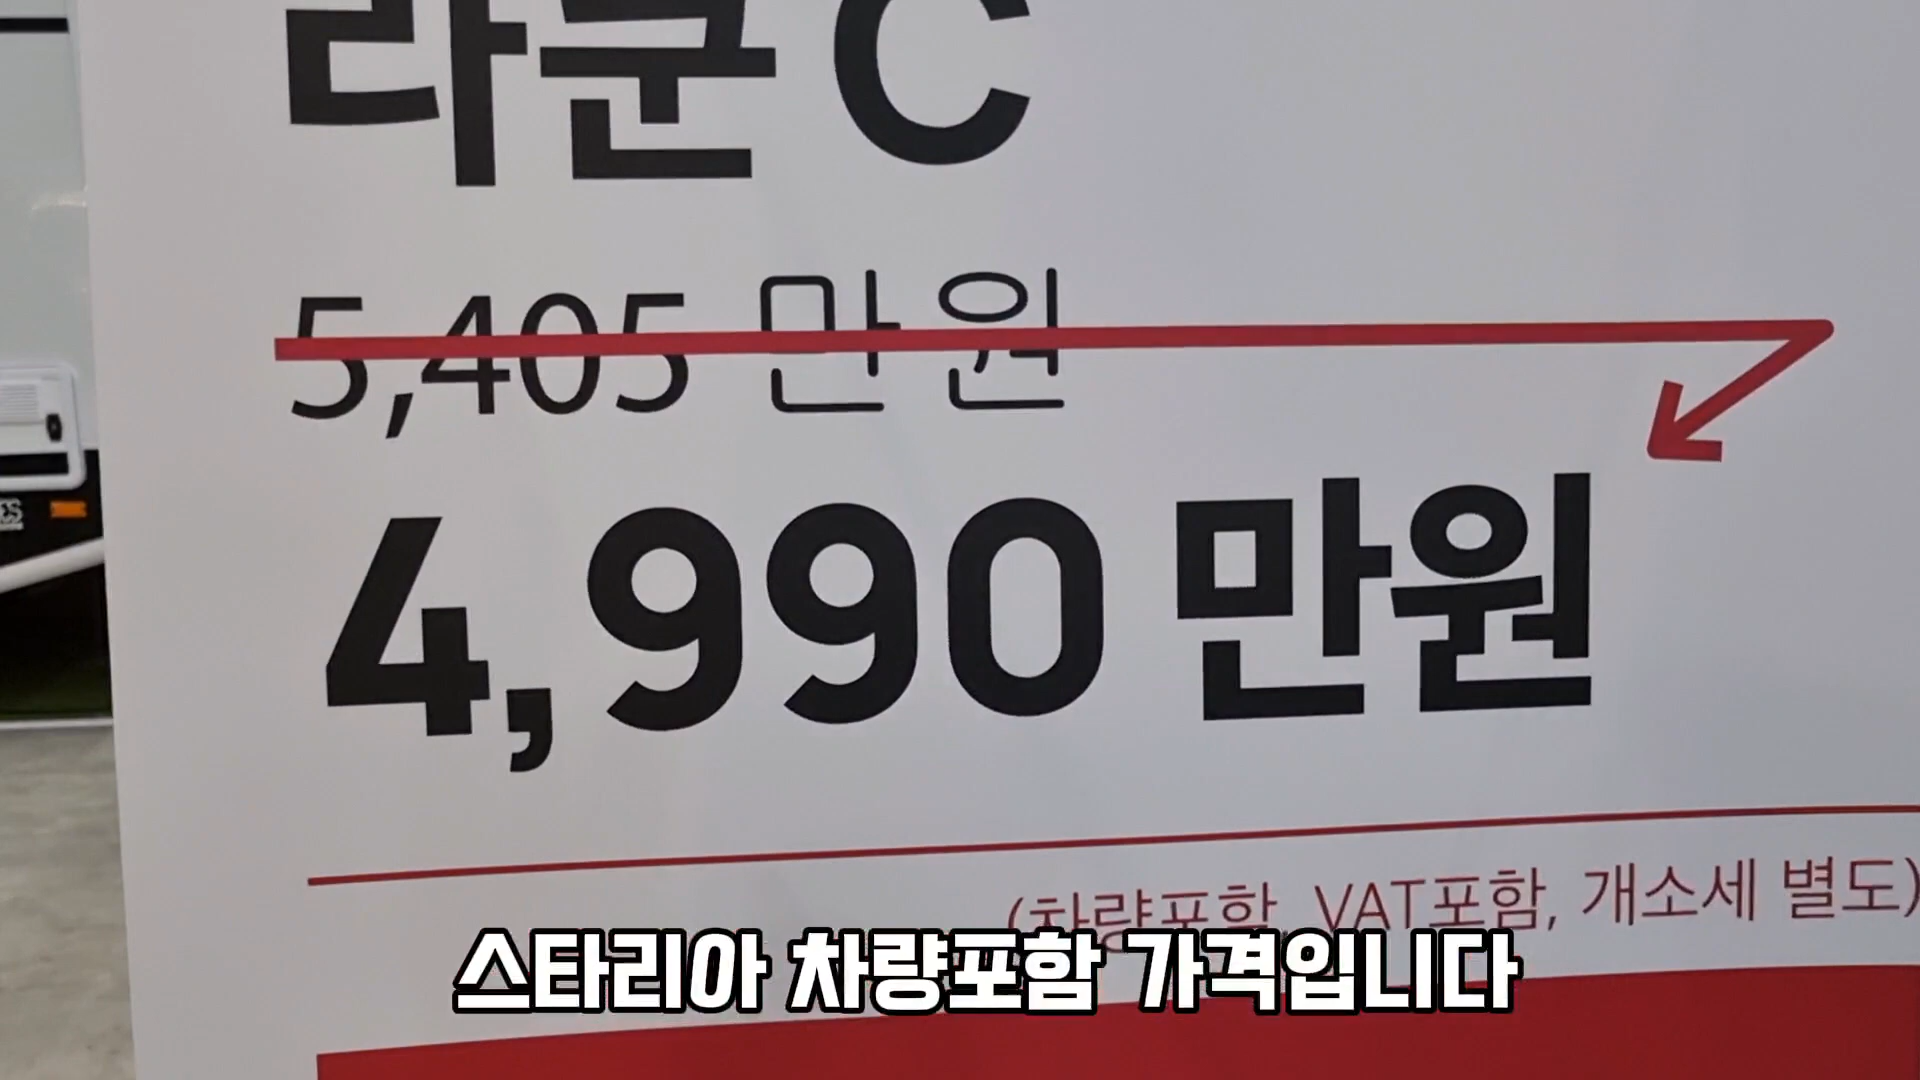 라쿤 C
5,405 만원
4,990 만원
(차량포함, VAT포함, 개소세 별도)
스타리아 차량포함 가격입니다